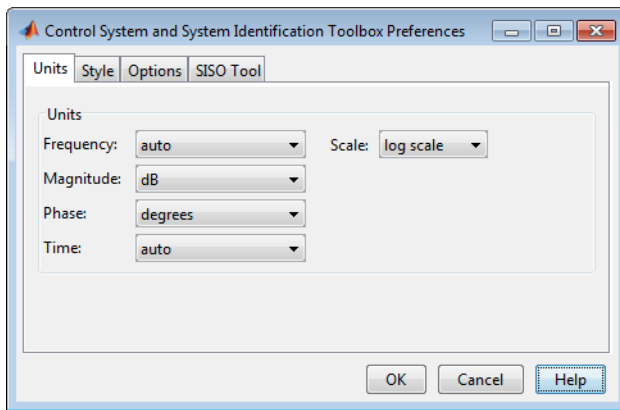 Control System and System Identification Toolbox Preferences
Units Style Options SISO Tool
Units
Frequency: auto Scale: log scale
Magnitude: dB
Phase: degrees
Time: auto
OK Cancel Help